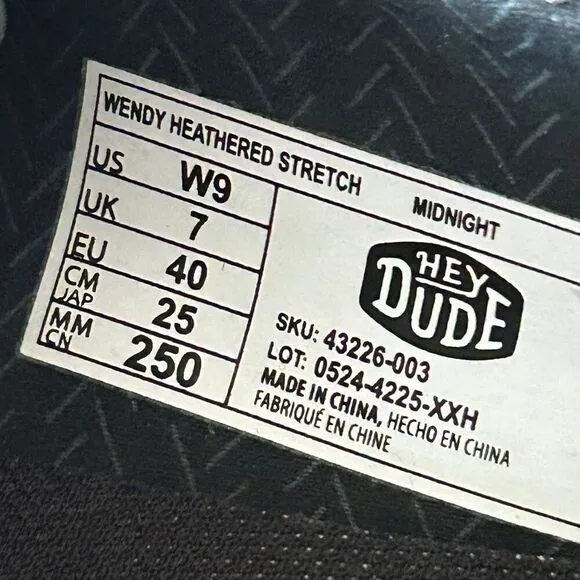 WENDY HEATHERED STRETCH MIDNIGHT
US W9
UK 7
EU 40
CM JAP 25
MM CN 250
HEY DUDE
SKU: 43226-003
LOT: 0524-4225-XXH
MADE IN CHINA, HECHO EN CHINA
FABRIQUÉ EN CHINE